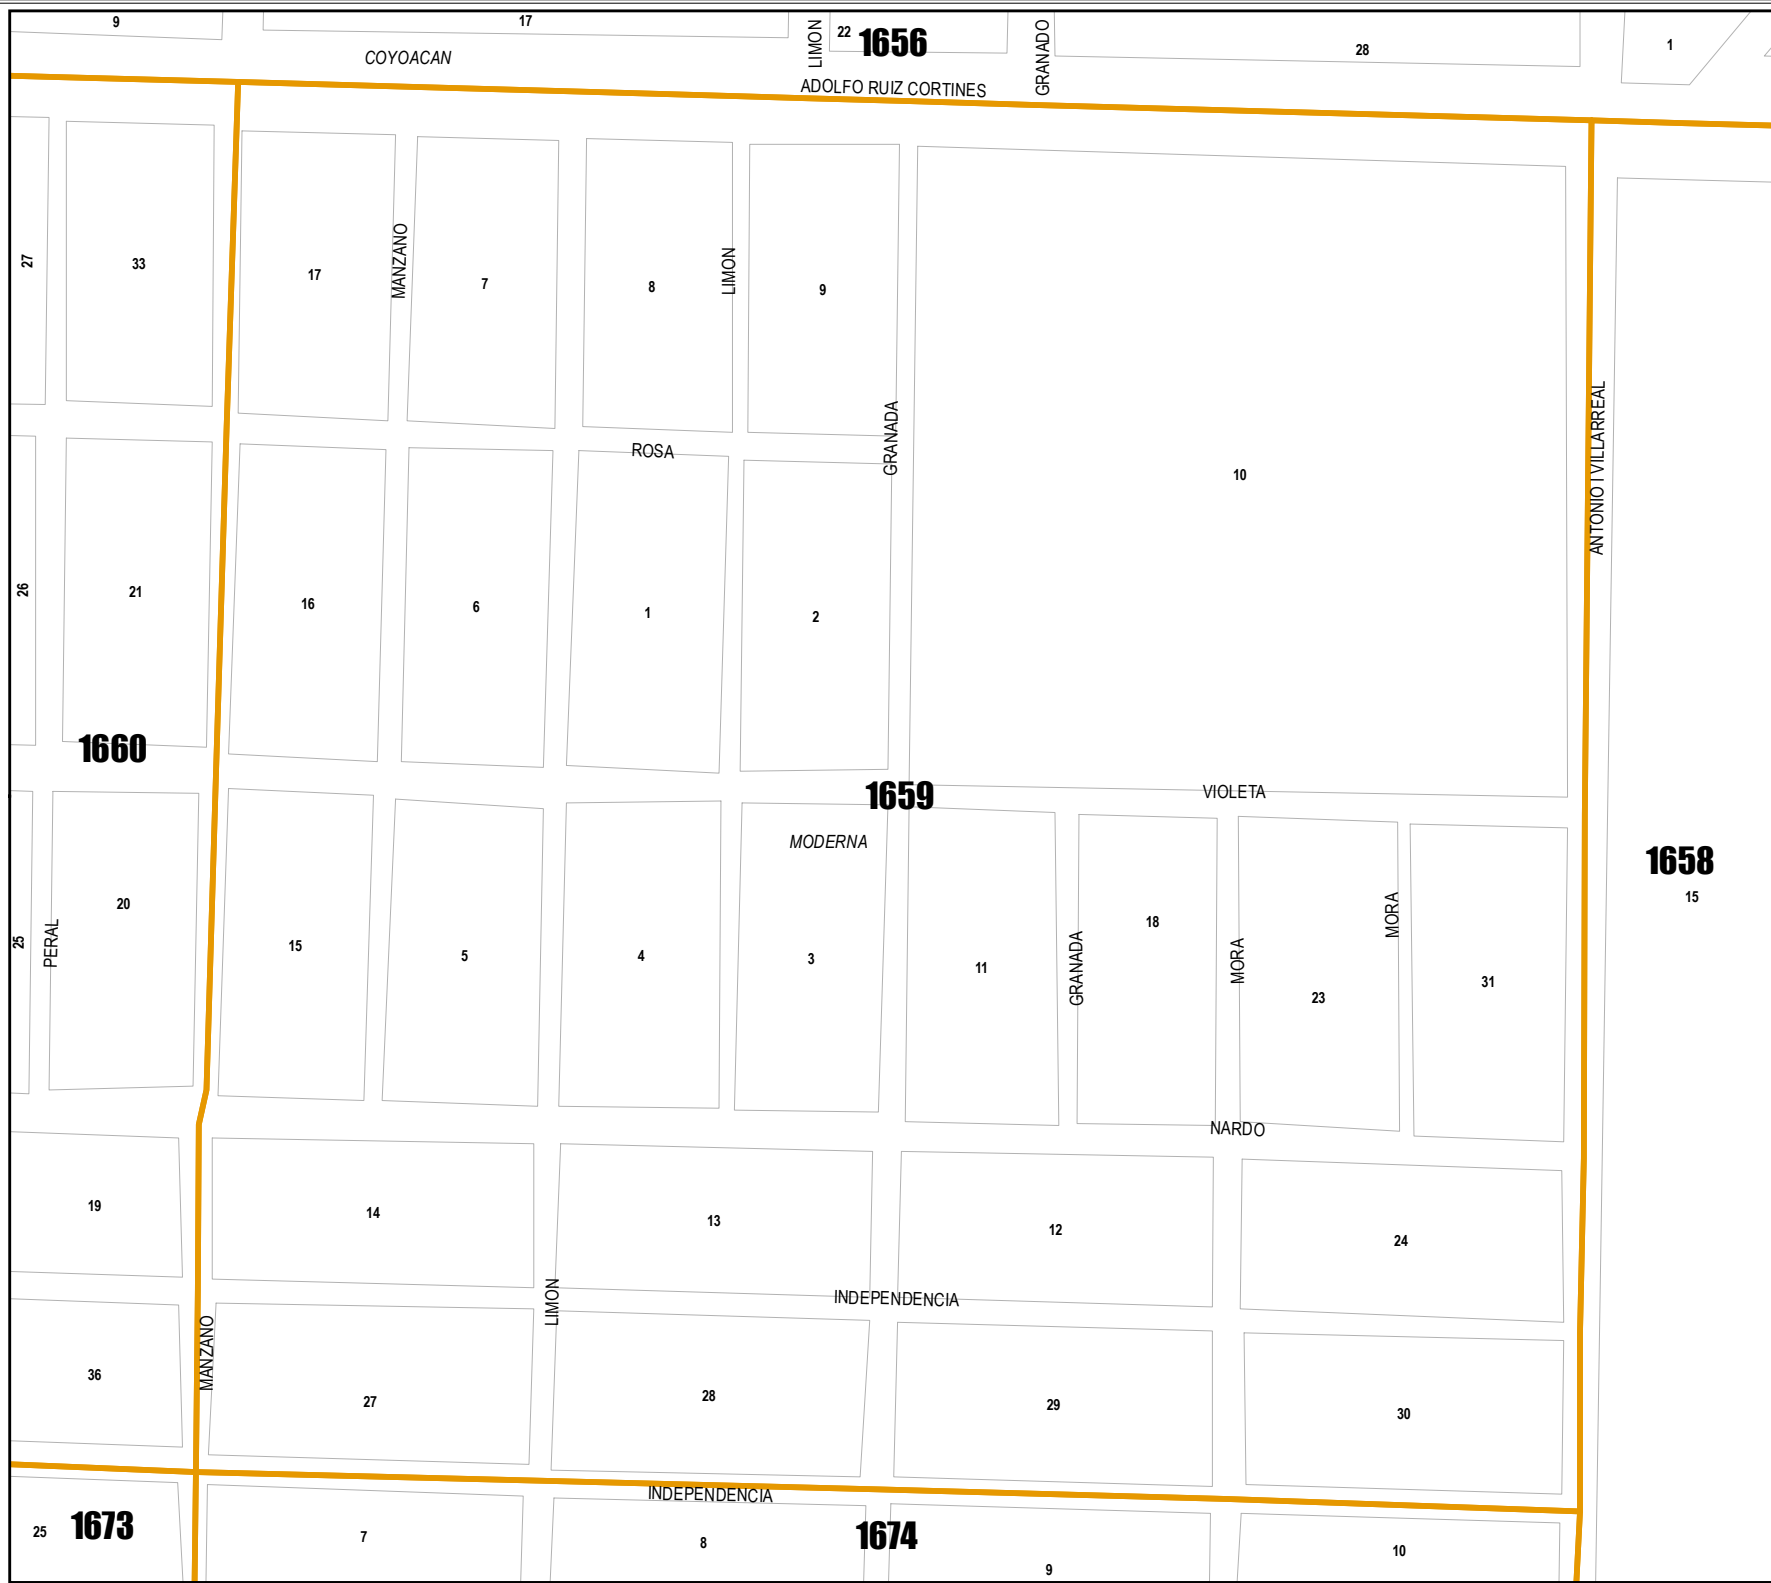 9
17
LIMON
22
1656
GRANADO
28
1
COYOACAN
ADOLFO RUIZ CORTINES
27
33
17
MANZANO
7
8
LIMON
9
GRANADA
10
ANTONIO I VILLARREAL
ROSA
26
21
16
6
1
2
1660
1659
VIOLETA
MODERNA
1658
15
25
PERAL
20
15
5
4
3
11
GRANADA
18
MORA
23
MORA
31
NARDO
19
14
13
12
24
LIMON
INDEPENDENCIA
36
MANZANO
27
28
29
30
INDEPENDENCIA
25
1673
7
8
1674
9
10